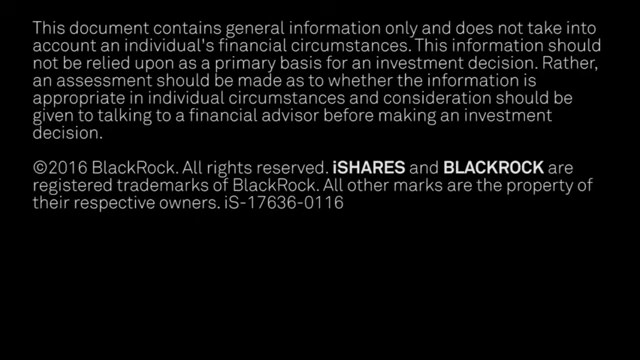 This document contains general information only and does not take into
account an individual's financial circumstances. This information should
not be relied upon as a primary basis for an investment decision. Rather,
an assessment should be made as to whether the information is
appropriate in individual circumstances and consideration should be
given to talking to a financial advisor before making an investment
decision.
©2016 BlackRock. All rights reserved. iSHARES and BLACKROCK are
registered trademarks of BlackRock. All other marks are the property of
their respective owners. iS-17636-0116